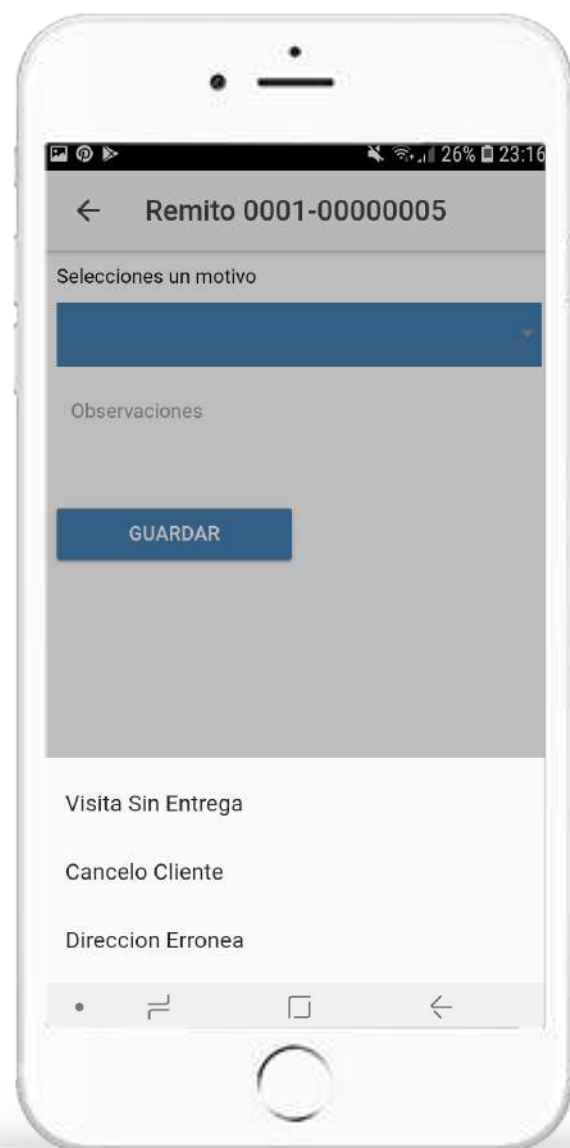 26% 23:16
Remito 0001-00000005
Selecciones un motivo
Observaciones
GUARDAR
Visita Sin Entrega
Cancelo Cliente
Direccion Erronea